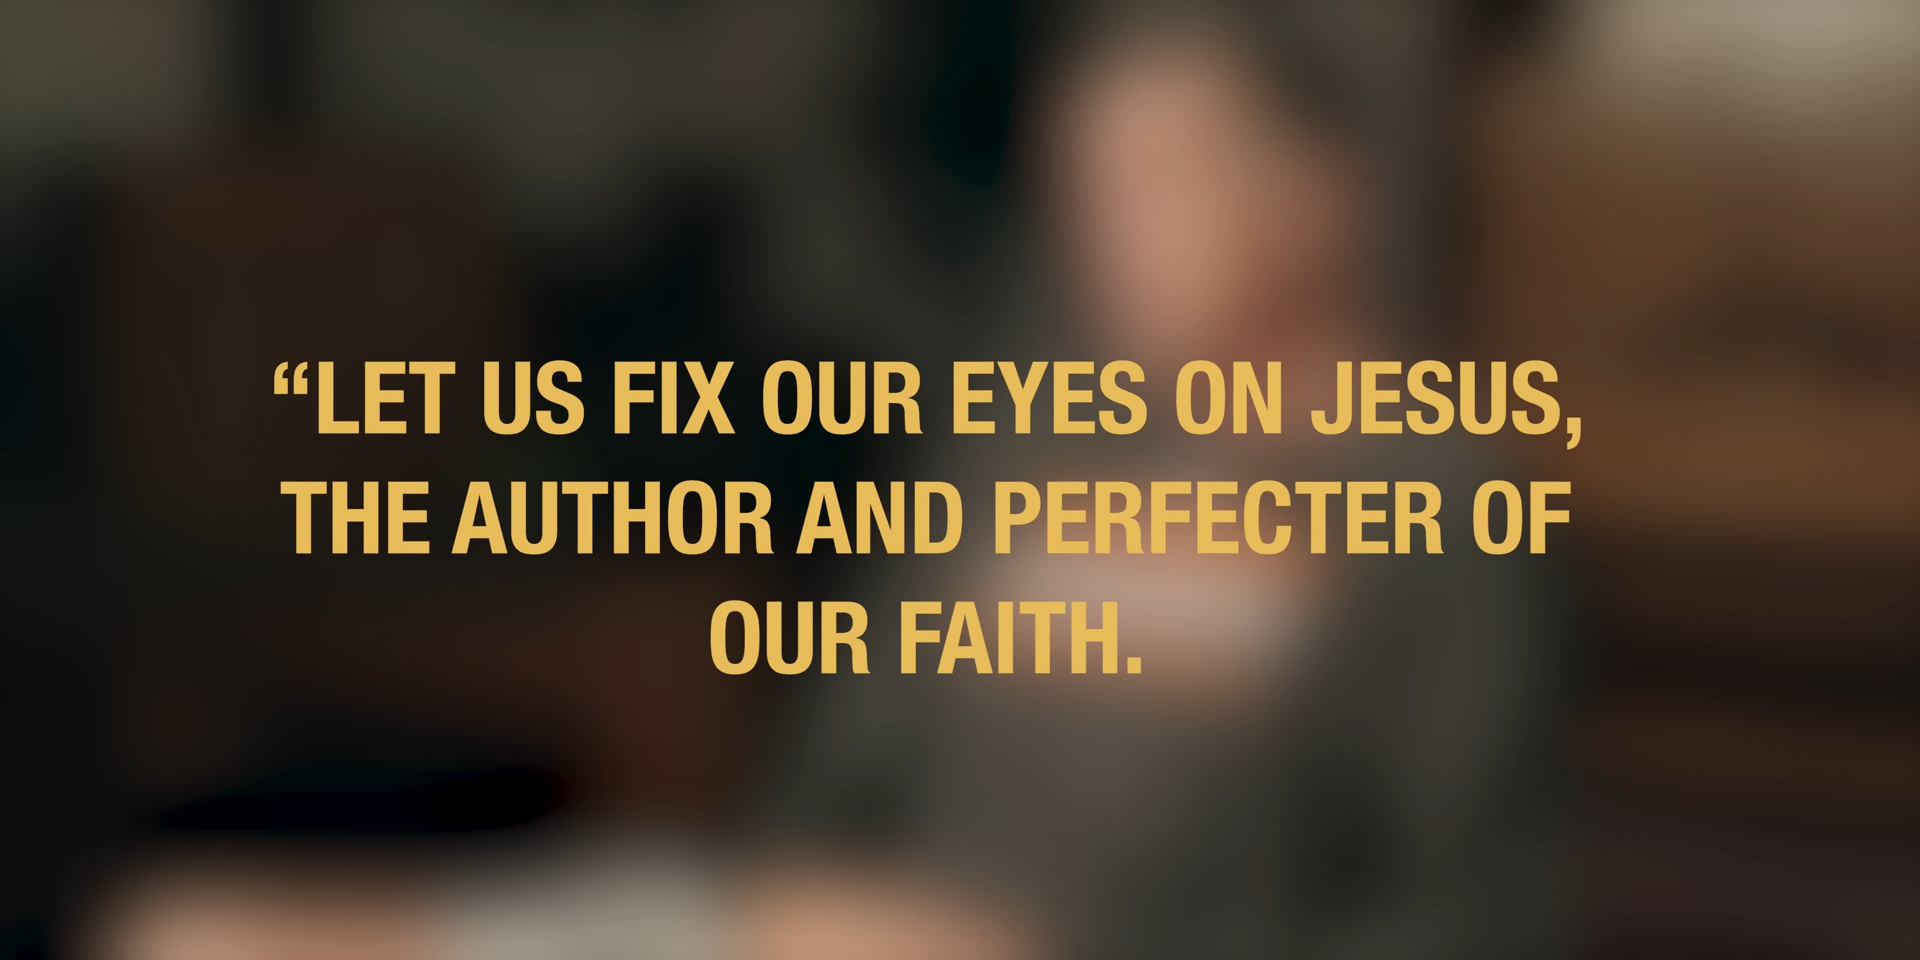 “LET US FIX OUR EYES ON JESUS,
THE AUTHOR AND PERFECTER OF
OUR FAITH.